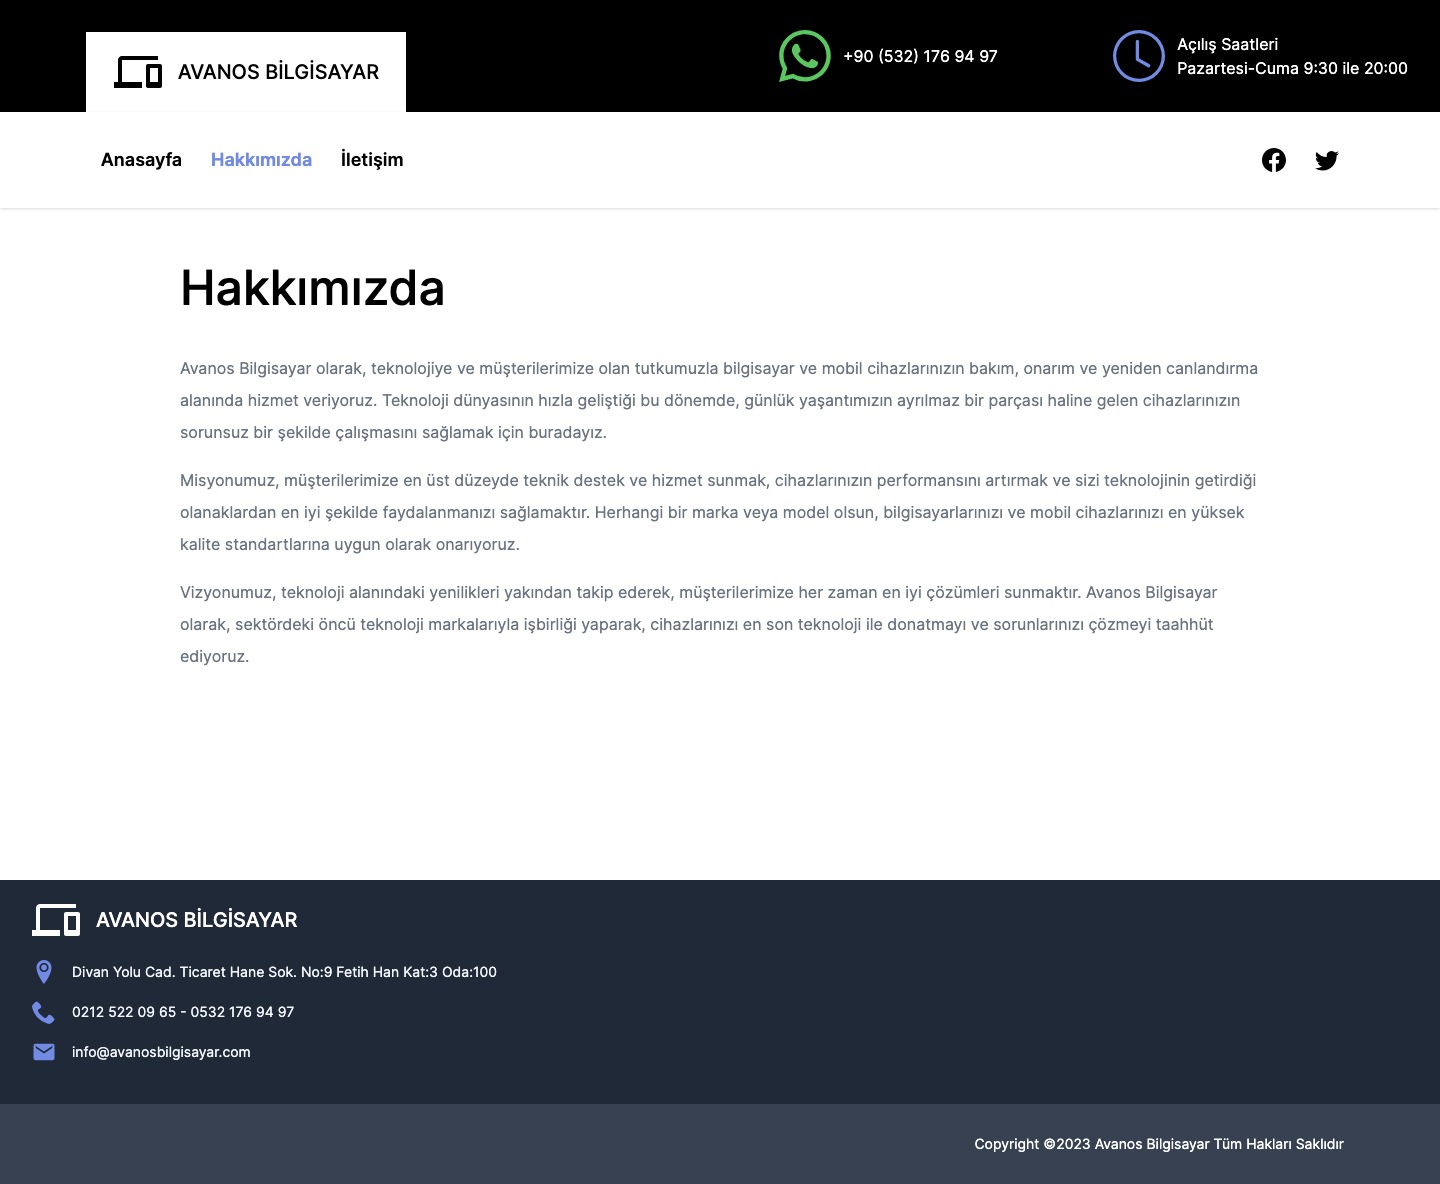 AVANOS BİLGİSAYAR
+90 (532) 176 94 97
Açılış Saatleri
Pazartesi-Cuma 9:30 ile 20:00
Anasayfa Hakkımızda İletişim
Hakkımızda
Avanos Bilgisayar olarak, teknolojiye ve müşterilerimize olan tutkumuzla bilgisayar ve mobil cihazlarınızın bakım, onarım ve yeniden canlandırma
alanında hizmet veriyoruz. Teknoloji dünyasının hızla geliştiği bu dönemde, günlük yaşantımızın ayrılmaz bir parçası haline gelen cihazlarınızın
sorunsuz bir şekilde çalışmasını sağlamak için buradayız.
Misyonumuz, müşterilerimize en üst düzeyde teknik destek ve hizmet sunmak, cihazlarınızın performansını artırmak ve sizi teknolojinin getirdiği
olanaklardan en iyi şekilde faydalanmanızı sağlamaktır. Herhangi bir marka veya model olsun, bilgisayarlarınızı ve mobil cihazlarınızı en yüksek
kalite standartlarına uygun olarak onarıyoruz.
Vizyonumuz, teknoloji alanındaki yenilikleri yakından takip ederek, müşterilerimize her zaman en iyi çözümleri sunmaktır. Avanos Bilgisayar
olarak, sektördeki öncü teknoloji markalarıyla işbirliği yaparak, cihazlarınızı en son teknoloji ile donatmayı ve sorunlarınızı çözmeyi taahhüt
ediyoruz.
AVANOS BİLGİSAYAR
Divan Yolu Cad. Ticaret Hane Sok. No:9 Fetih Han Kat:3 Oda:100
0212 522 09 65 - 0532 176 94 97
info@avanosbilgisayar.com
Copyright ©2023 Avanos Bilgisayar Tüm Hakları Saklıdır